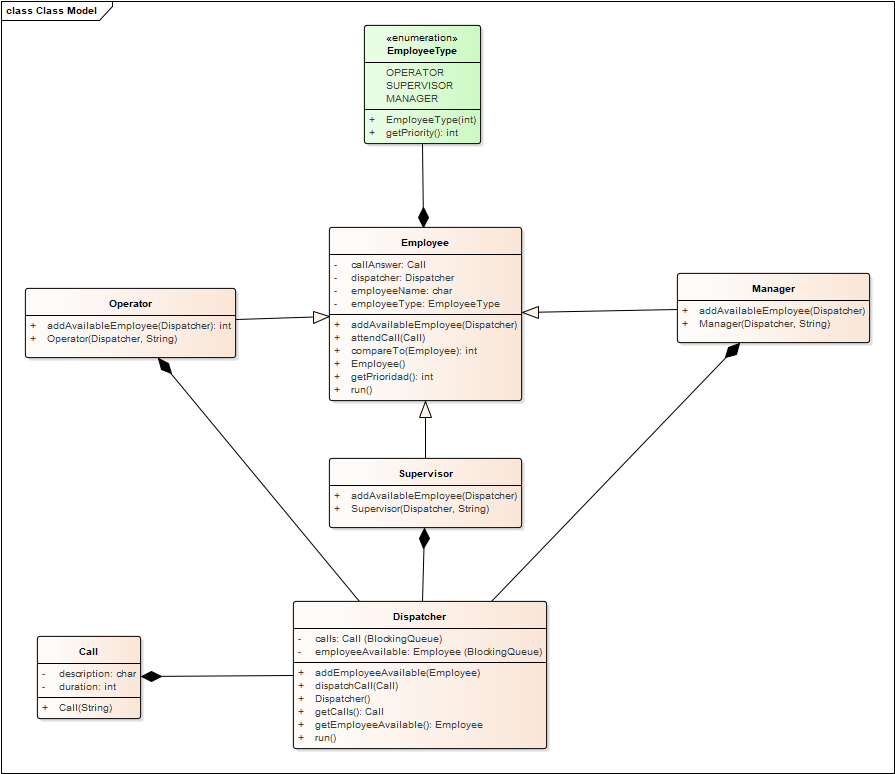 class Class Model
«enumeration»
EmployeeType
OPERATOR
SUPERVISOR
MANAGER
+ EmployeeType(int)
+ getPriority(): int
Employee
- callAnswer: Call
- dispatcher: Dispatcher
- employeeName: char
- employeeType: EmployeeType
+ addAvailableEmployee(Dispatcher)
+ attendCall(Call)
+ compareTo(Employee): int
+ Employee()
+ getPrioridad(): int
+ run()
Operator
+ addAvailableEmployee(Dispatcher): int
+ Operator(Dispatcher, String)
Manager
+ addAvailableEmployee(Dispatcher)
+ Manager(Dispatcher, String)
Supervisor
+ addAvailableEmployee(Dispatcher)
+ Supervisor(Dispatcher, String)
Dispatcher
- calls: Call (BlockingQueue)
- employeeAvailable: Employee (BlockingQueue)
+ addEmployeeAvailable(Employee)
+ dispatchCall(Call)
+ Dispatcher()
+ getCalls(): Call
+ getEmployeeAvailable(): Employee
+ run()
Call
- description: char
- duration: int
+ Call(String)